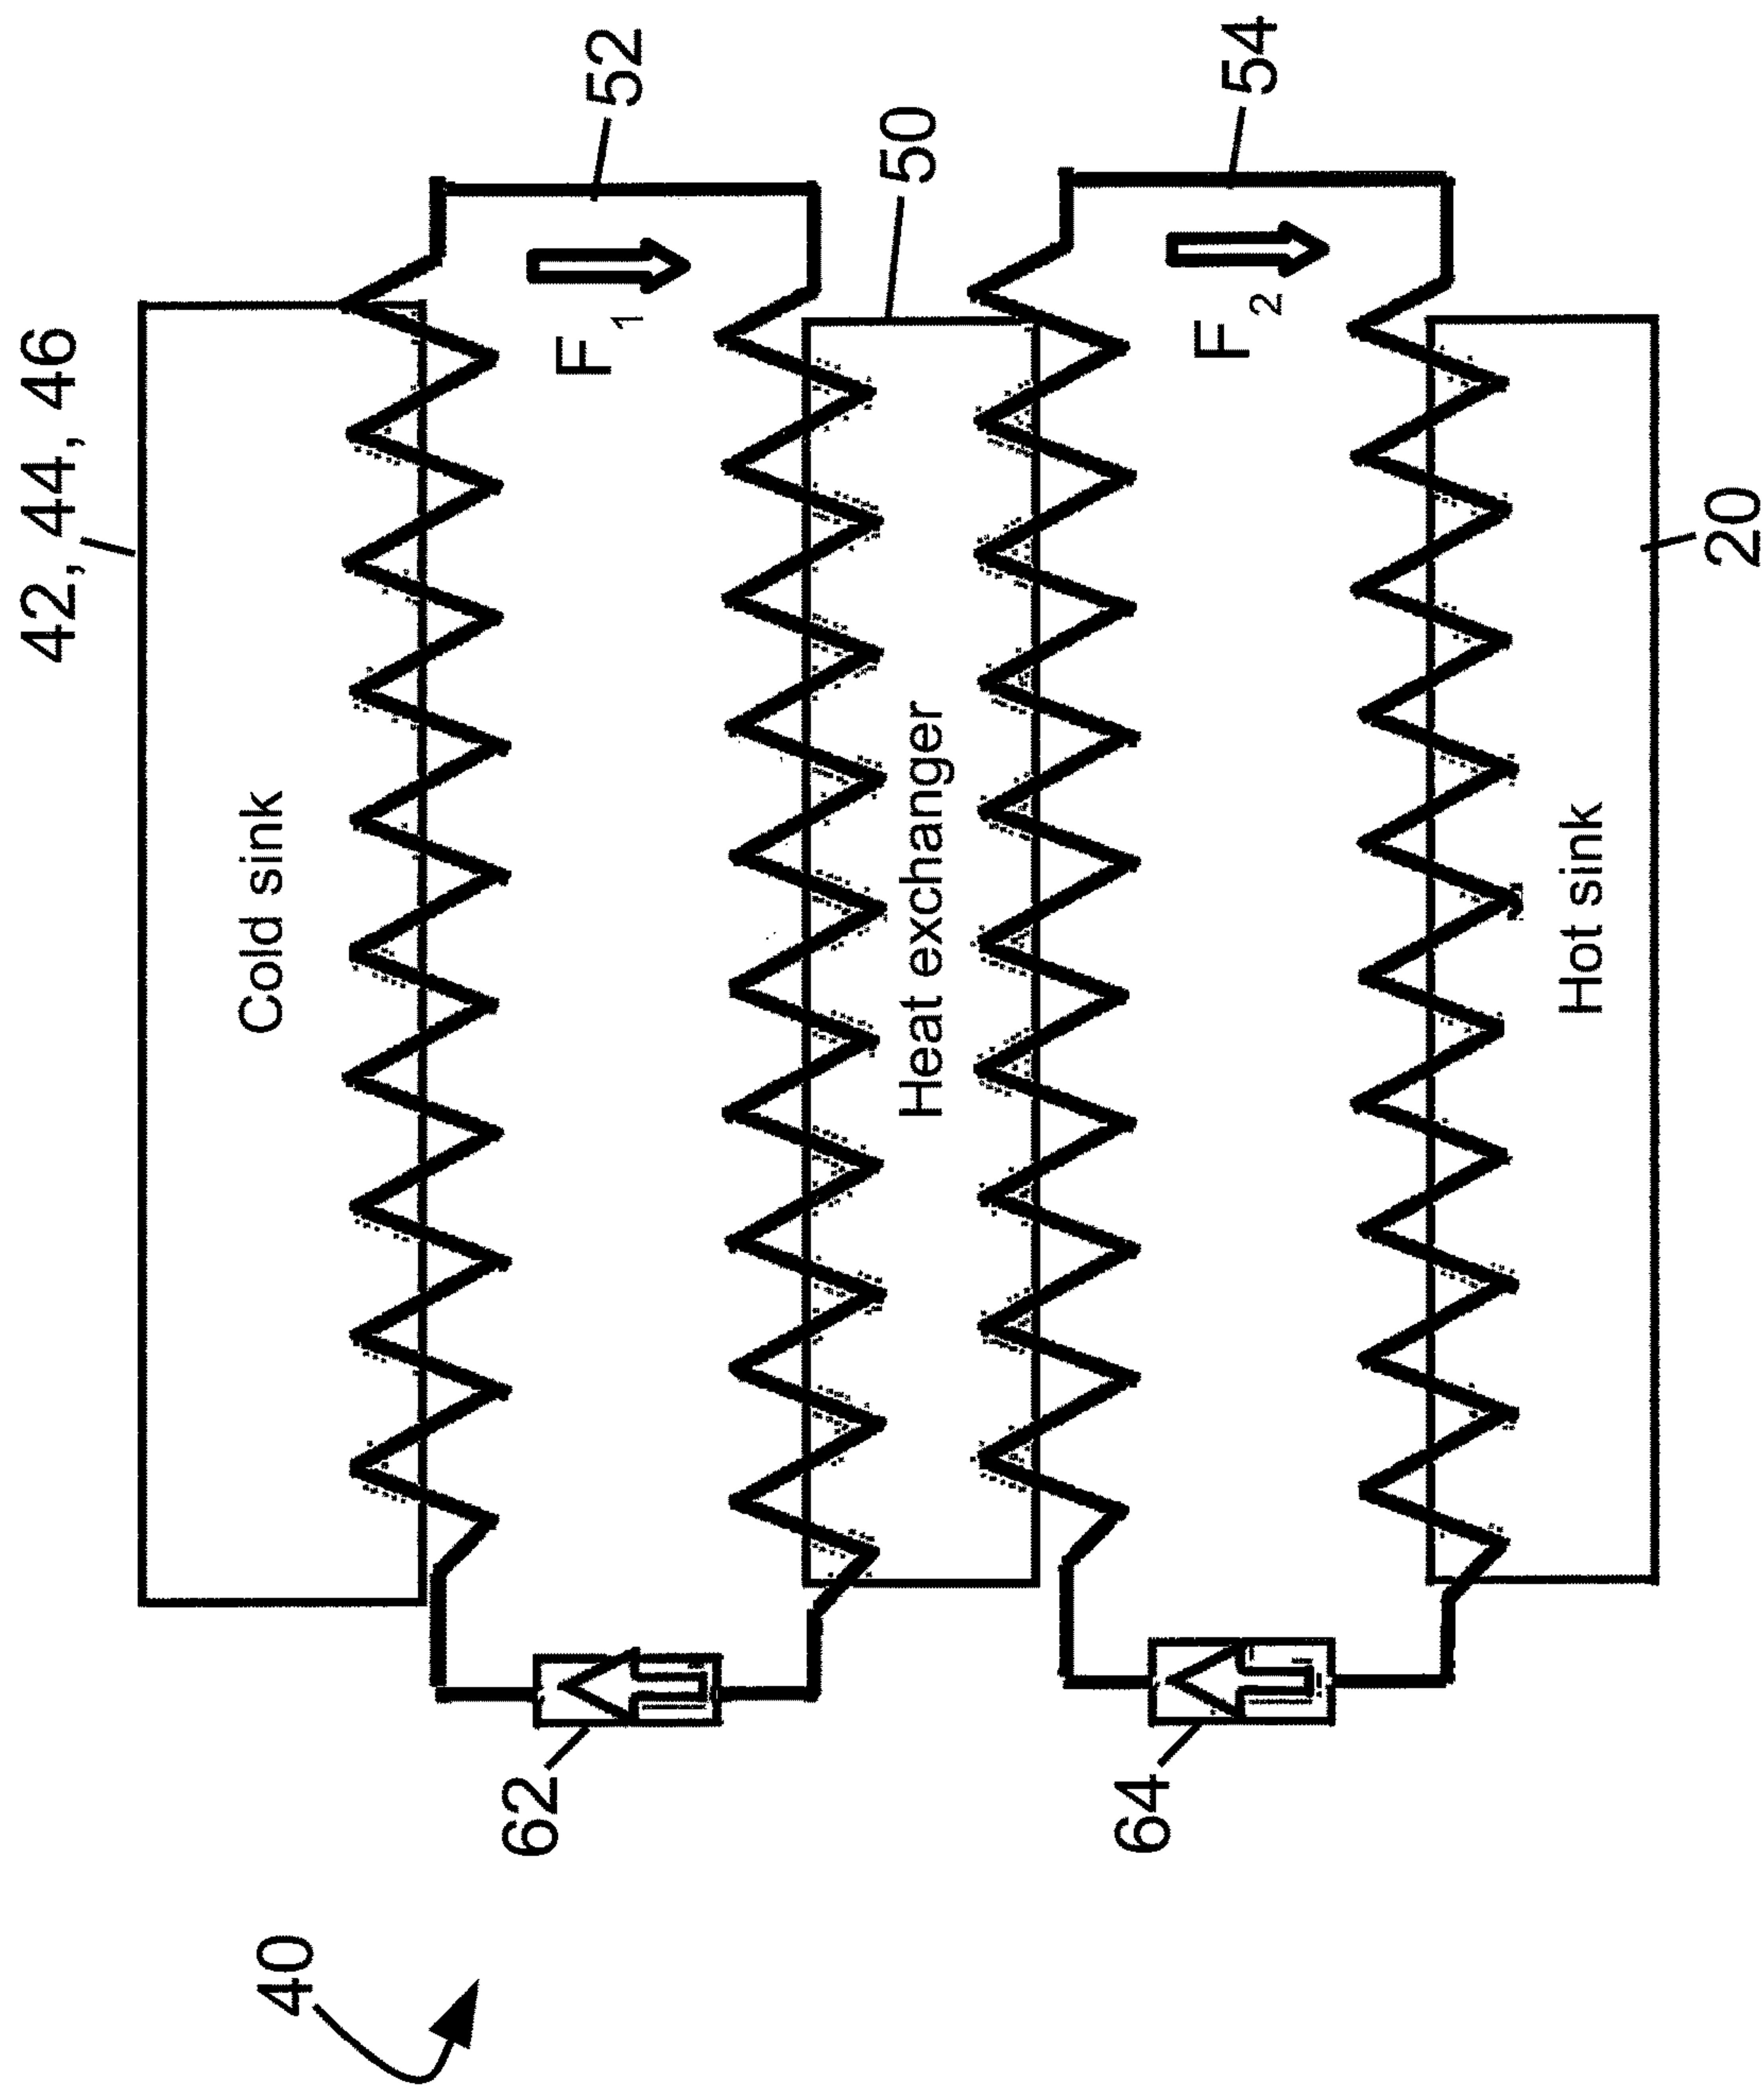 40
42, 44, 46
Cold sink
62
52
F1
50
Heat exchanger
64
54
F2
Hot sink
20